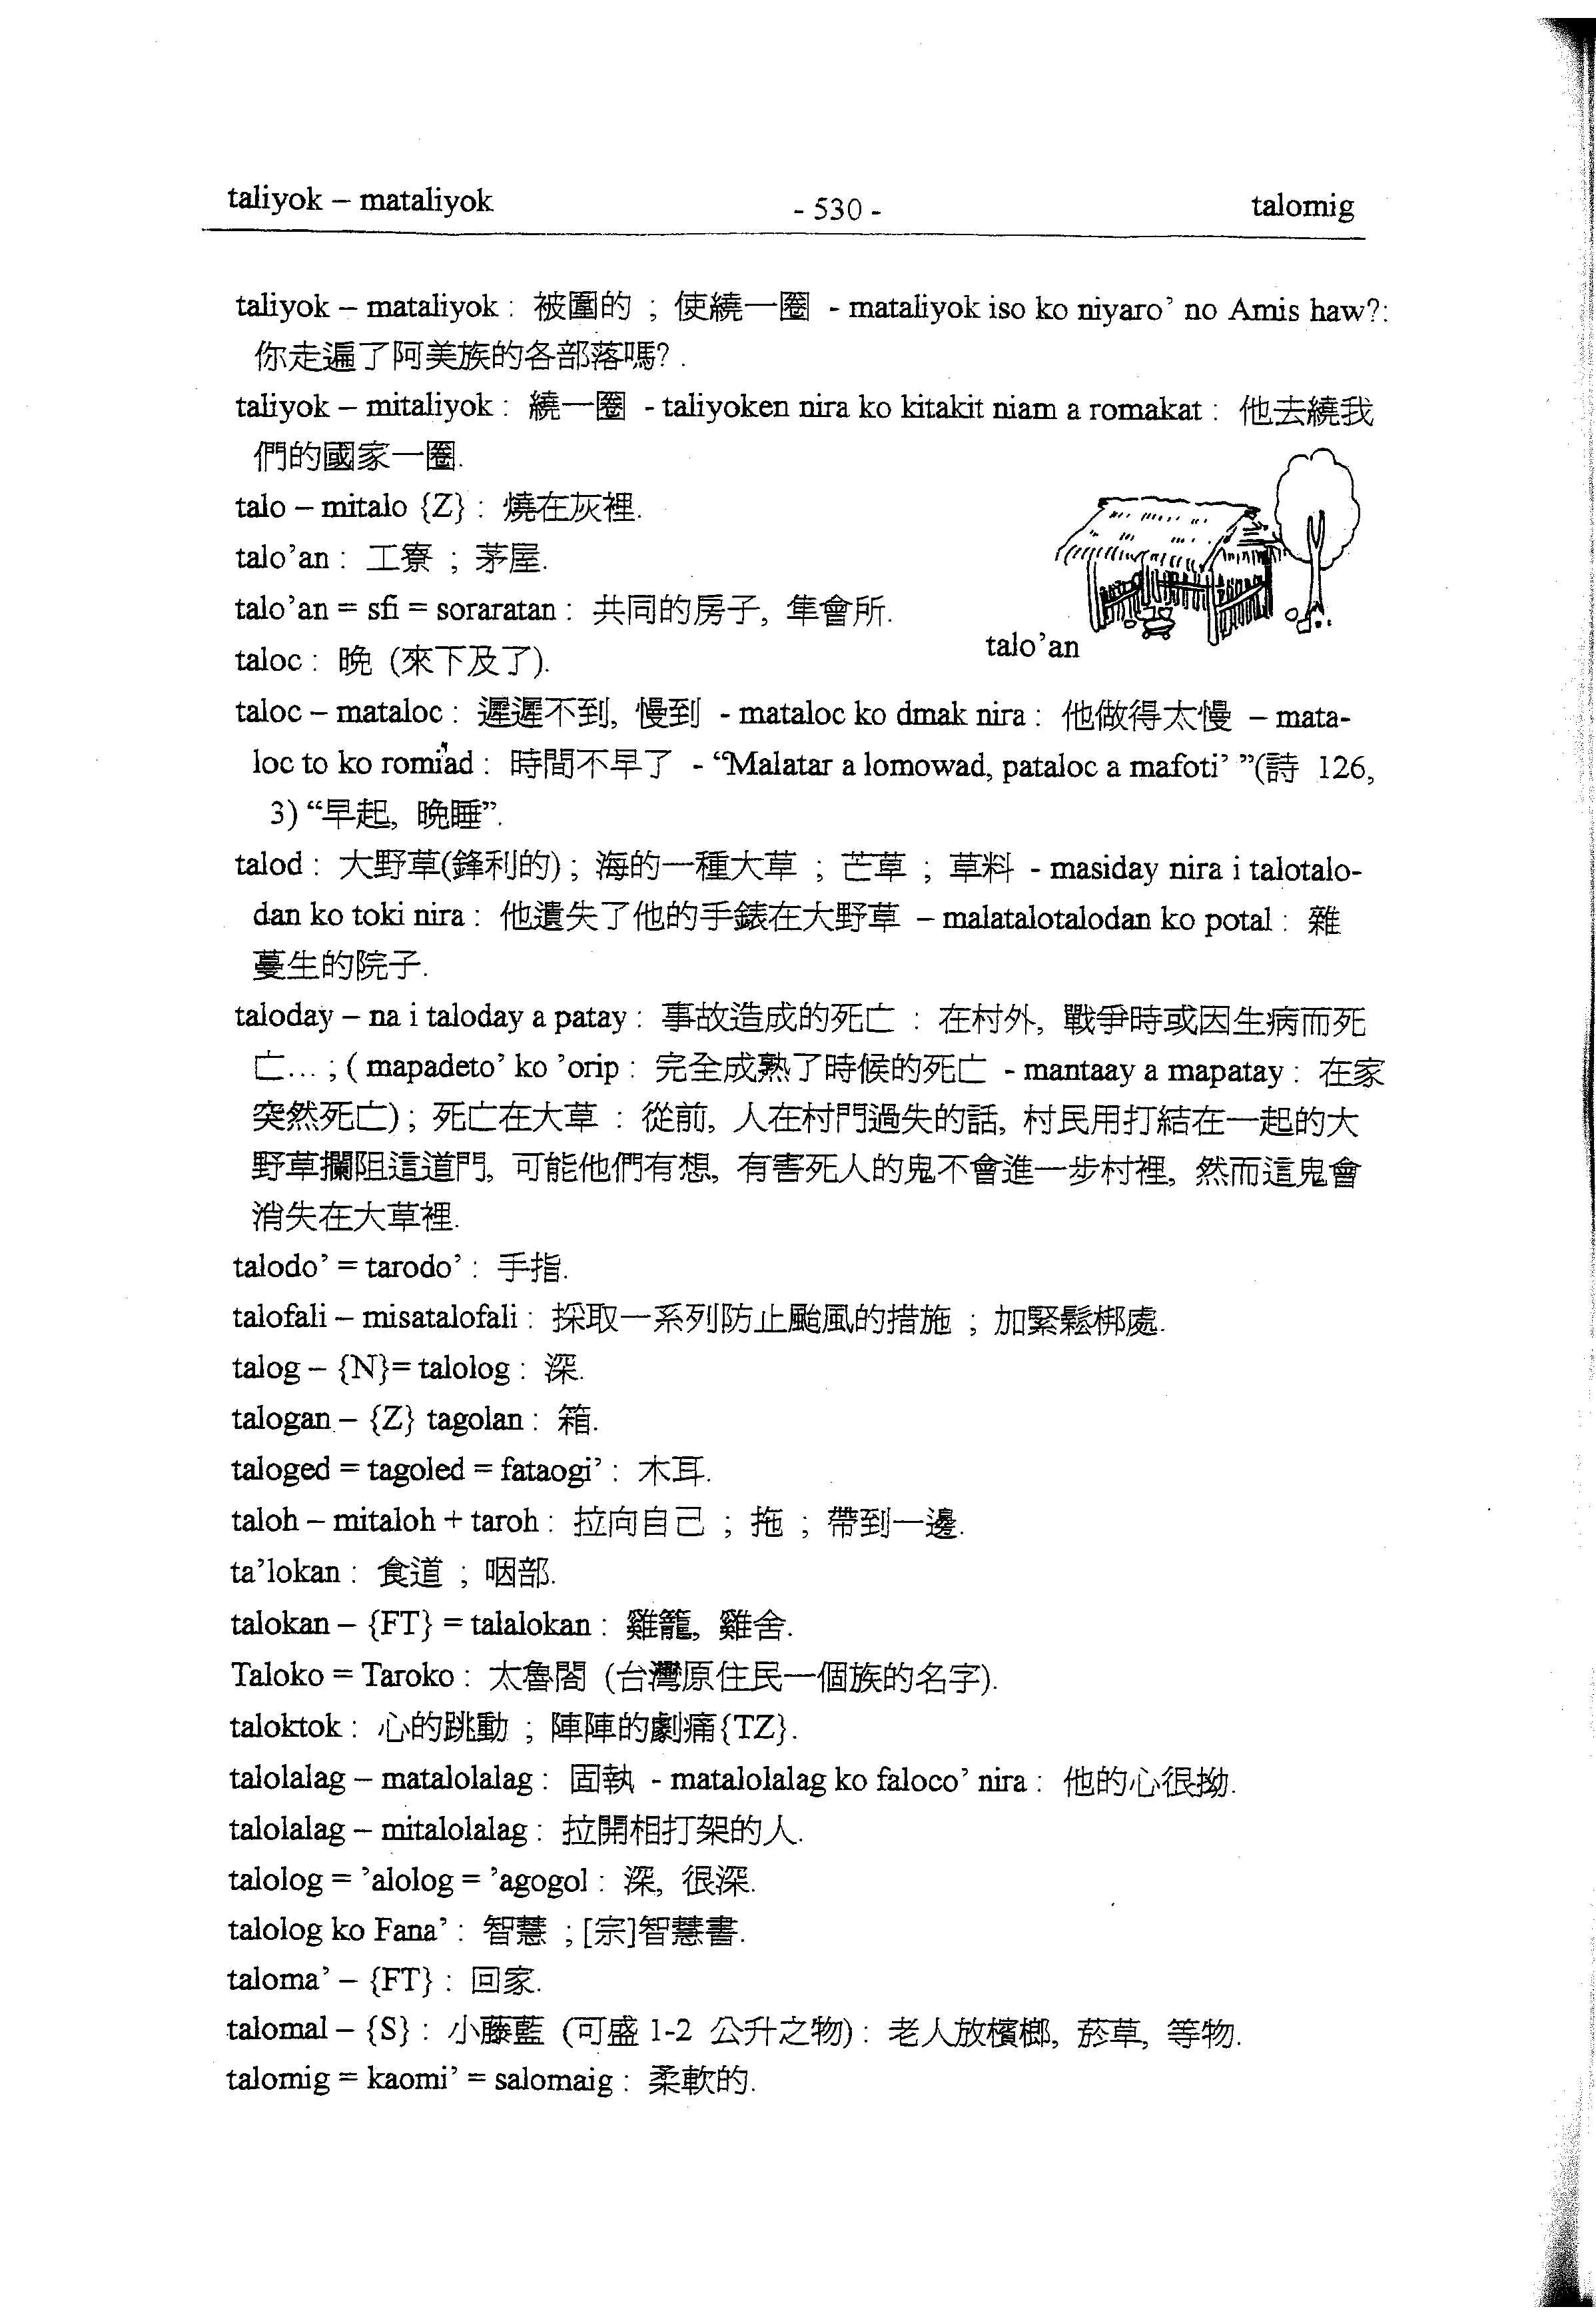 taliyok – mataliyok
- 530 -
talomig
taliyok – mataliyok : 被圍的 ; 使繞一圈 - mataliyok iso ko niyaro’ no Amis haw?:
你走遍了阿美族的各部落嗎? .
taliyok – mitaliyok : 繞一圈 - taliyoken nira ko kitakit niam a romakat : 他去繞我
們的國家一圈.
talo – mitalo {Z} : 燒在灰裡.
talo’an : 工寮 ; 茅屋.
talo’an = sfi = soraratan : 共同的房子, 隼會所.
talo’an
taloc : 晚 (來下及了).
taloc – mataloc : 遲遲不到, 慢到 - mataloc ko dmak nira : 他做得太慢 – mata-
loc to ko romi'ad : 時間不早了 - “Malatar a lomowad, pataloc a mafoti’ ”(詩 126,
3) “早起, 晚睡”.
talod : 大野草(鋒利的) ; 海的一種大草 ; 芒草 ; 草料 - masiday nira i talotalo-
dan ko toki nira : 他遺失了他的手錶在大野草 – malatalotalodan ko potal : 雜
蔓生的院子.
taloday – na i taloday a patay : 事故造成的死亡 : 在村外, 戰爭時或因生病而死
亡... ; ( mapadeto’ ko ’orip : 完全成熟了時候的死亡 - mantaay a mapatay : 在家
突然死亡) ; 死亡在大草 : 從前, 人在村門過失的話, 村民用打結在一起的大
野草攔阻這道門, 可能他們有想, 有害死人的鬼不會進一步村裡, 然而這鬼會
消失在大草裡.
talodo’ = tarodo’ : 手指.
talofali – misatalofali : 採取一系列防止颱風的措施 ; 加緊鬆梆處.
talog – {N}= talolog : 深.
talogan – {Z} tagolan : 箱.
taloged = tagoled = fataogi’ : 木耳.
taloh – mitaloh + taroh : 拉向自己 ; 拖 ; 帶到一邊.
ta’lokan : 食道 ; 咽部.
talokan – {FT} = talalokan : 雞籠, 雞舍.
Taloko = Taroko : 太魯閣 (台灣原住民一個族的名字).
taloktok : 心的跳動 ; 陣陣的劇痛{TZ}.
talolalag – matalolalag : 固執 - matalolalag ko faloco’ nira : 他的心很拗.
talolalag – mitalolalag : 拉開相打架的人.
talolog = ’alolog = ’agogol : 深, 很深.
talolog ko Fana’ : 智慧 ; [宗]智慧書.
taloma’ – {FT} : 回家.
talomal – {S} : 小藤藍 (可盛 1-2 公升之物) : 老人放檳榔, 菸草, 等物.
talomig = kaomi’ = salomaig : 柔軟的.